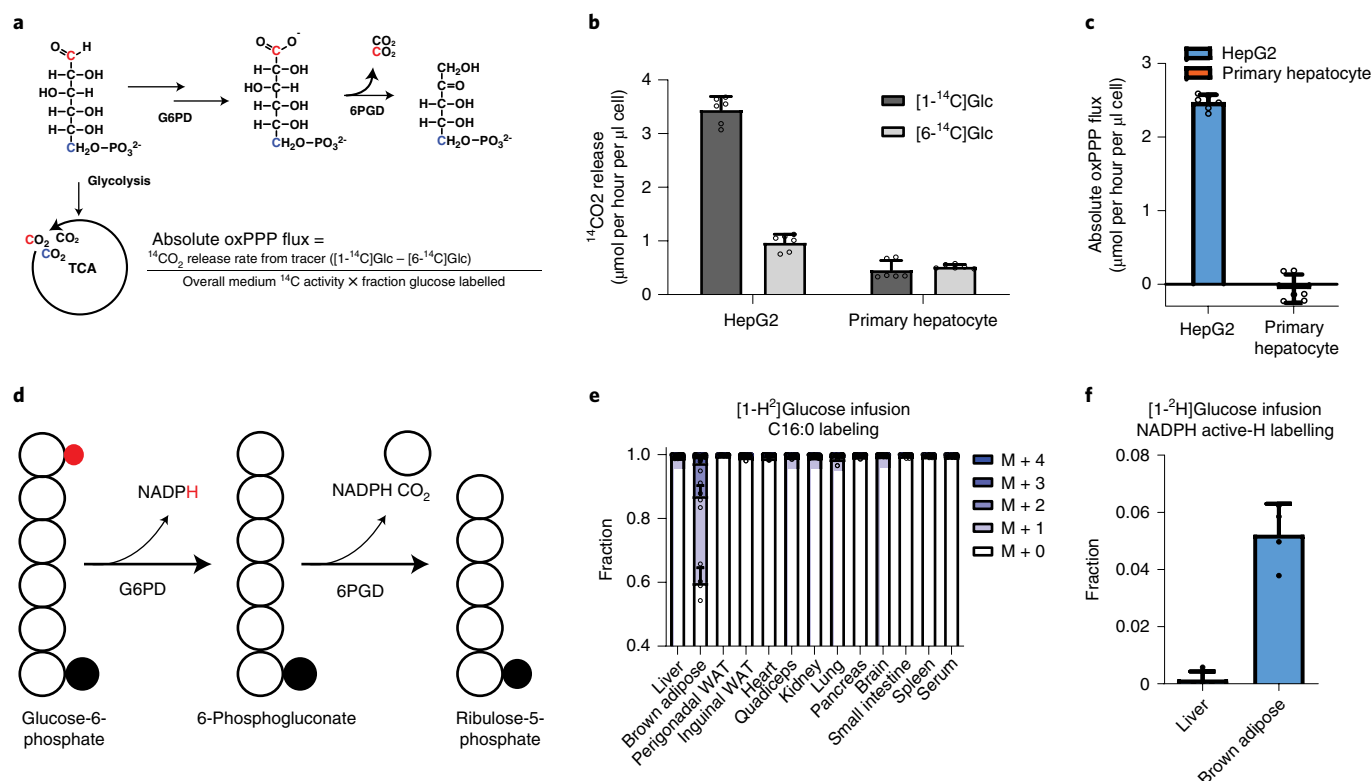 a
O
H
C
H–C–OH
HO–C–H
H–C–OH
H–C–OH
CH2O–PO3 2-
G6PD
O O -
C
H–C–OH
HO–C–H
H–C–OH
H–C–OH
CH2O–PO3 2-
CO2
CO2
6PGD
CH2OH
C=O
H–C–OH
H–C–OH
CH2O–PO3 2-
Glycolysis
CO2 CO2
CO2
TCA
Absolute oxPPP flux =
14CO2 release rate from tracer ([1-14C]Glc – [6-14C]Glc)
Overall medium 14C activity × fraction glucose labelled
b
14CO2 release
(µmol per hour per µl cell)
4
3
2
1
0
[1-14C]Glc
[6-14C]Glc
HepG2
Primary hepatocyte
c
HepG2
Primary hepatocyte
Absolute oxPPP flux
(µmol per hour per µl cell)
3
2
1
0
HepG2
Primary
hepatocyte
d
NADPH
G6PD
NADPH CO2
6PGD
Glucose-6-
phosphate
6-Phosphogluconate
Ribulose-5-
phosphate
e
[1-H2]Glucose infusion
C16:0 labeling
Fraction
1.0
0.8
0.6
0.4
M + 4
M + 3
M + 2
M + 1
M + 0
Liver
Brown adipose
Perigonadal WAT
Inguinal WAT
Heart
Quadiceps
Kidney
Lung
Pancreas
Brain
Small intestine
Spleen
Serum
f
[1-2H]Glucose infusion
NADPH active-H labelling
Fraction
0.08
0.06
0.04
0.02
0
Liver
Brown adipose